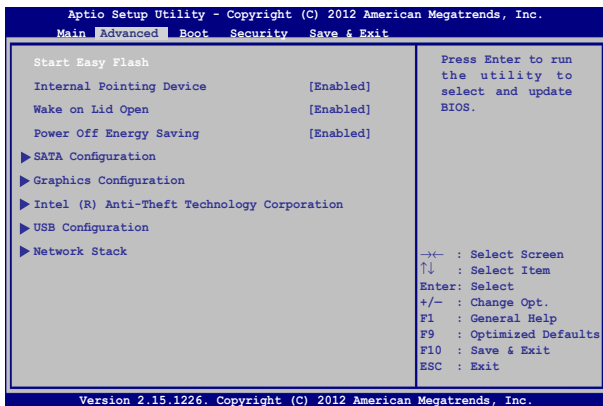 Aptio Setup Utility - Copyright (C) 2012 American Megatrends, Inc.
Main Advanced Boot Security Save & Exit
Start Easy Flash
Internal Pointing Device [Enabled]
Wake on Lid Open [Enabled]
Power Off Energy Saving [Enabled]
SATA Configuration
Graphics Configuration
Intel (R) Anti-Theft Technology Corporation
USB Configuration
Network Stack
Press Enter to run
the utility to
select and update
BIOS.
→← : Select Screen
↑↓ : Select Item
Enter: Select
+/− : Change Opt.
F1 : General Help
F9 : Optimized Defaults
F10 : Save & Exit
ESC : Exit
Version 2.15.1226. Copyright (C) 2012 American Megatrends, Inc.